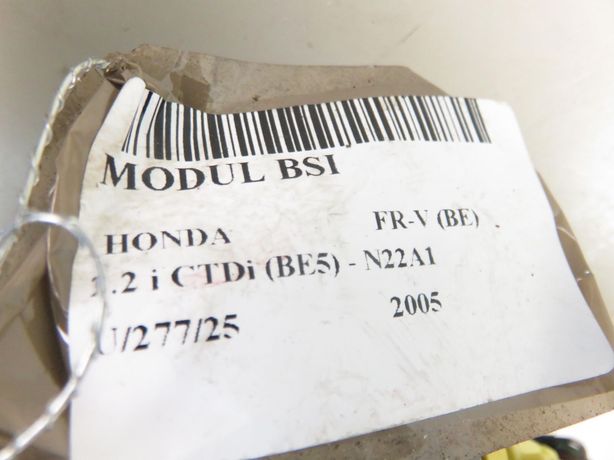 MODUL BSI
HONDA FR-V (BE)
2.2 i CTDi (BE5) - N22A1
U/277/25 2005